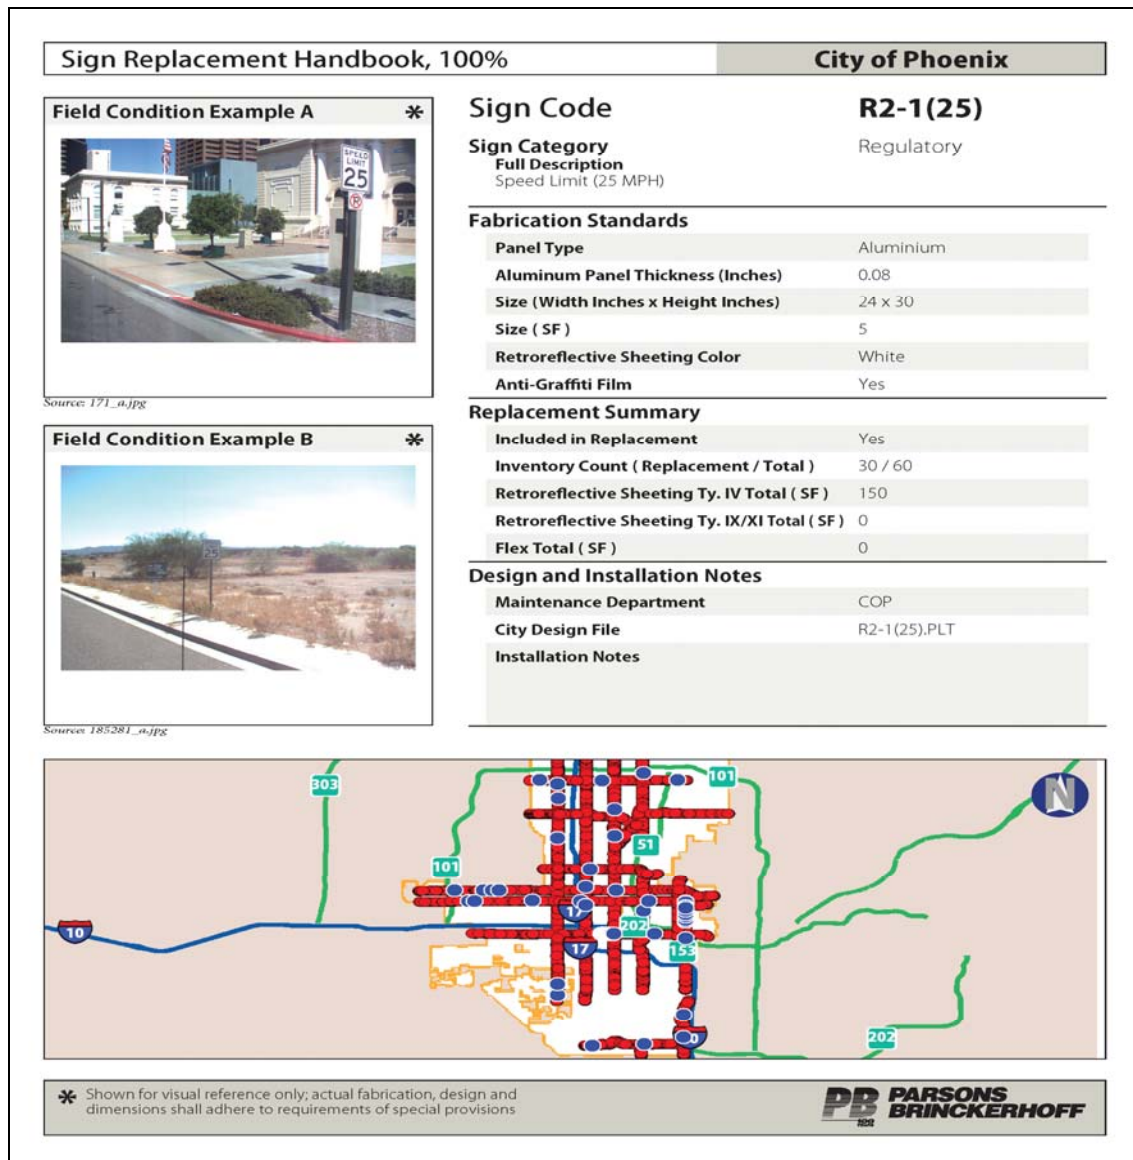 Sign Replacement Handbook, 100%
City of Phoenix
Field Condition Example A *
SPEED
LIMIT
25
Source: 171_a.jpg
Field Condition Example B *
25
Source: 185281_a.jpg
Sign Code R2-1(25)
Sign Category Regulatory
Full Description
Speed Limit (25 MPH)
Fabrication Standards
Panel Type Aluminium
Aluminum Panel Thickness (Inches) 0.08
Size (Width Inches x Height Inches) 24 x 30
Size ( SF ) 5
Retroreflective Sheeting Color White
Anti-Graffiti Film Yes
Replacement Summary
Included in Replacement Yes
Inventory Count ( Replacement / Total ) 30 / 60
Retroreflective Sheeting Ty. IV Total ( SF ) 150
Retroreflective Sheeting Ty. IX/XI Total ( SF ) 0
Flex Total ( SF ) 0
Design and Installation Notes
Maintenance Department COP
City Design File R2-1(25).PLT
Installation Notes
303
101
N
51
101
17
10
202
17
153
202
* Shown for visual reference only; actual fabrication, design and
dimensions shall adhere to requirements of special provisions
PB
100
YEARS
PARSONS
BRINCKERHOFF